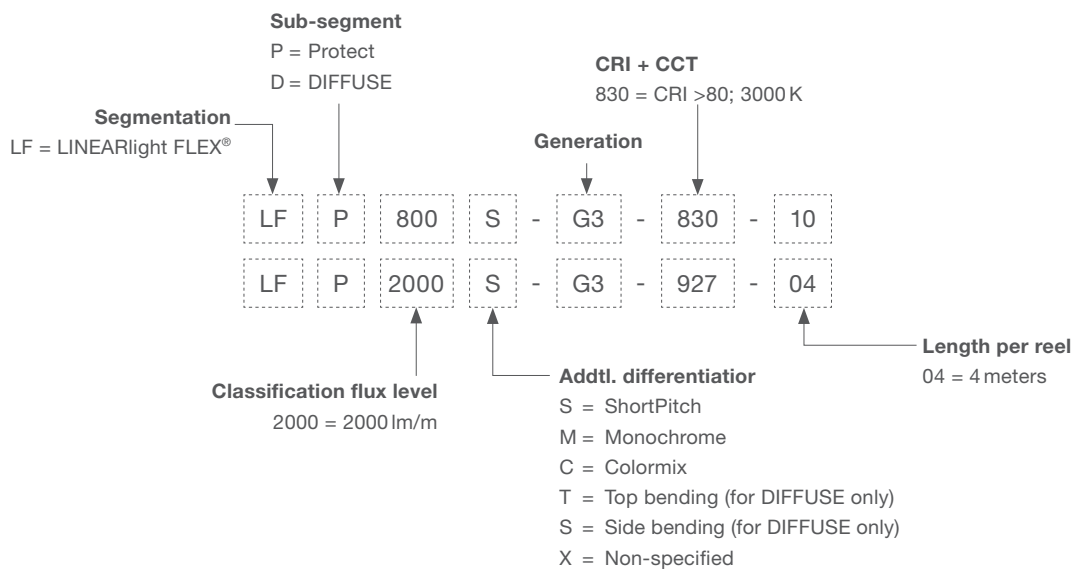 Sub-segment
P = Protect
D = DIFFUSE
CRI + CCT
830 = CRI >80; 3000 K
Segmentation
LF = LINEARlight FLEX®
Generation
LF P 800 S - G3 - 830 - 10
LF P 2000 S - G3 - 927 - 04
Length per reel
04 = 4 meters
Classification flux level
2000 = 2000 lm/m
Addtl. differentiatior
S = ShortPitch
M = Monochrome
C = Colormix
T = Top bending (for DIFFUSE only)
S = Side bending (for DIFFUSE only)
X = Non-specified